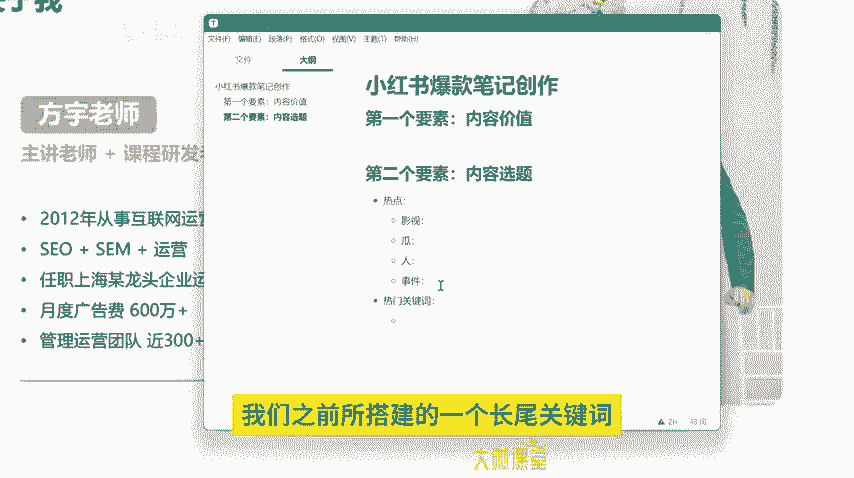 于我
方宇老师
主讲老师 + 课程研发
2012年从事互联网运营
SEO + SEM + 运营
任职上海某龙头企业运
月度广告费 600万+
管理运营团队 近300+
T
文件(F) 编辑(E) 段落(P) 格式(O) 视图(V) 主题(T) 帮助(H)
文件 大纲
小红书爆款笔记创作
第一个要素：内容价值
第二个要素：内容选题
小红书爆款笔记创作
第一个要素：内容价值
第二个要素：内容选题
热点：
影视：
瓜：
人：
事件：
热门关键词：
我们之前所搭建的一个长尾关键词
ZH